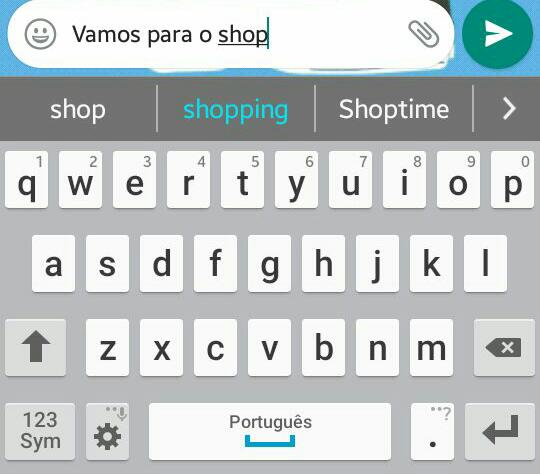 Vamos para o shop
shop shopping Shoptime
1 2 3 4 5 6 7 8 9 0
q w e r t y u i o p
a s d f g h j k l
z x c v b n m
123
Sym
Português
. ?